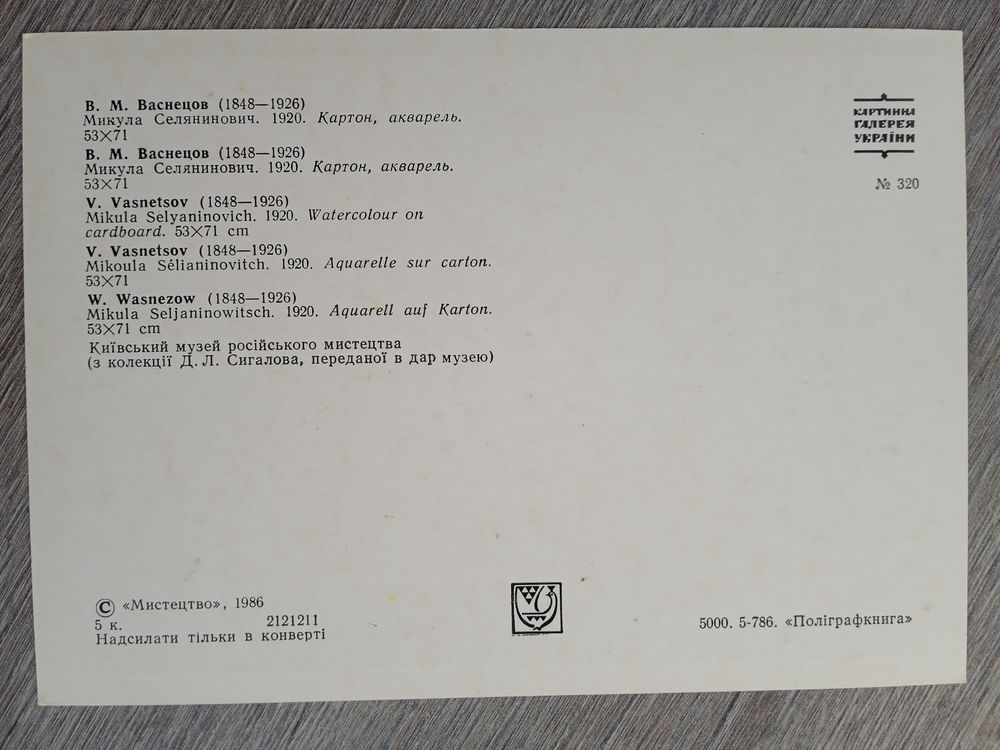 В. М. Васнецов (1848—1926)
Микула Селянинович. 1920. Картон, акварель.
53×71
В. М. Васнецов (1848—1926)
Микула Селянинович. 1920. Картон, акварель.
53×71
V. Vasnetsov (1848—1926)
Mikula Selyaninovich. 1920. Watercolour on
cardboard. 53×71 cm
V. Vasnetsov (1848—1926)
Mikoula Sélianinovitch. 1920. Aquarelle sur carton.
53×71
W. Wasnezow (1848—1926)
Mikula Seljaninowitsch. 1920. Aquarell auf Karton.
53×71 cm
Київський музей російського мистецтва
(з колекції Д. Л. Сигалова, переданої в дар музею)
КАРТИННА
ГАЛЕРЕЯ
УКРАЇНИ
№ 320
© «Мистецтво», 1986
5 к. 2121211
Надсилати тільки в конверті
5000. 5-786. «Поліграфкнига»